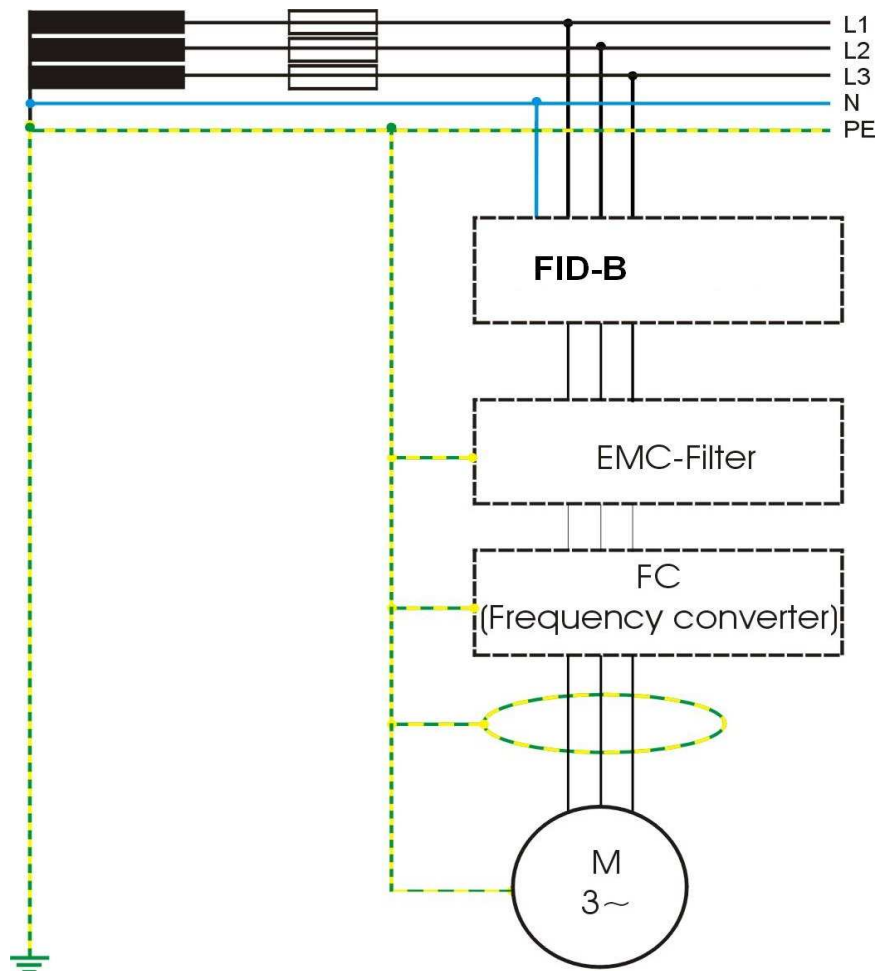 L1
L2
L3
N
PE
FID-B
EMC-Filter
FC
(Frequency converter)
M
3~